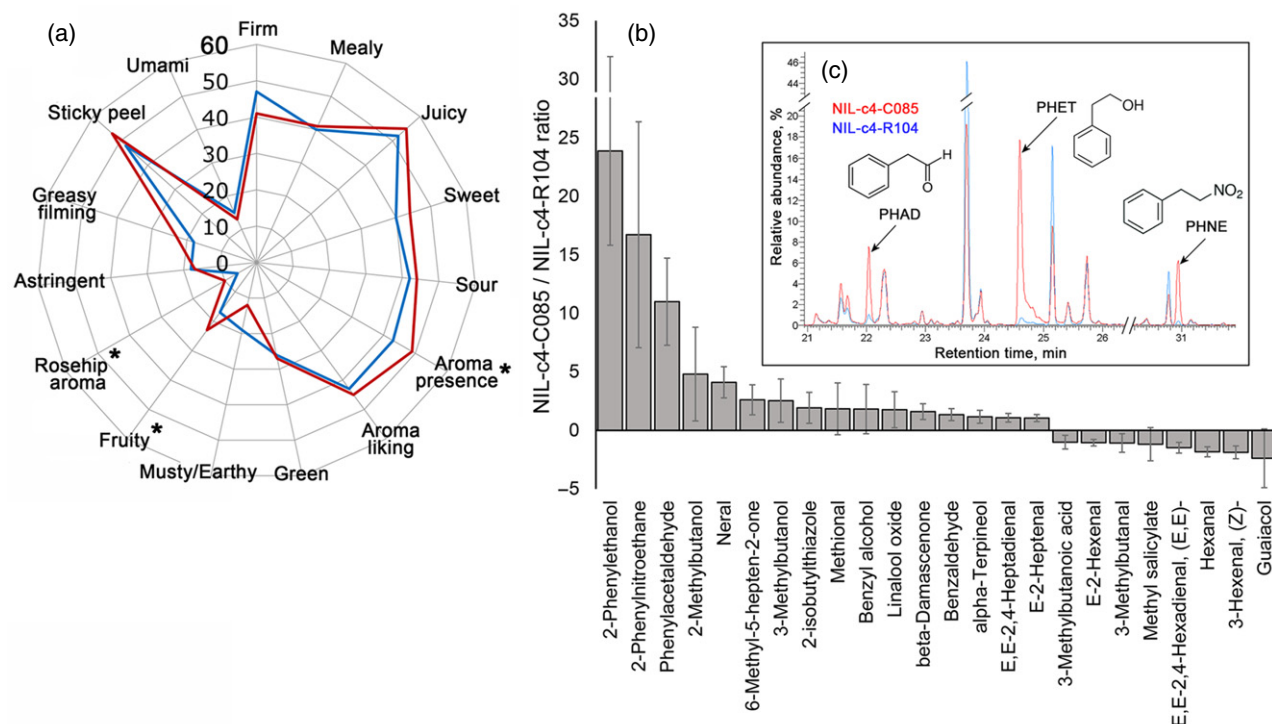 (a)
60
50
40
30
20
10
0
Firm
Mealy
Juicy
Sweet
Sour
Aroma
presence *
Aroma
liking
Green
Musty/Earthy
Fruity *
Rosehip *
aroma
Astringent
Greasy
filming
Sticky peel
Umami
(b)
NIL-c4-C085 / NIL-c4-R104 ratio
35
30
25
20
15
10
5
0
–5
2-Phenylethanol
2-Phenylnitroethane
Phenylacetaldehyde
2-Methylbutanol
Neral
6-Methyl-5-hepten-2-one
3-Methylbutanol
2-isobutylthiazole
Methional
Benzyl alcohol
Linalool oxide
beta-Damascenone
Benzaldehyde
alpha-Terpineol
E,E-2,4-Heptadienal
E-2-Heptenal
3-Methylbutanoic acid
E-2-Hexenal
3-Methylbutanal
Methyl salicylate
E,E-2,4-Hexadienal, (E,E)-
Hexanal
3-Hexenal, (Z)-
Guaiacol
(c)
Relative abundance, %
46
44
42
40
18
16
14
12
10
8
6
4
2
0
NIL-c4-C085
NIL-c4-R104
H
O
PHAD
PHET
OH
NO2
PHNE
21
22
23
24
25
26
31
Retention time, min